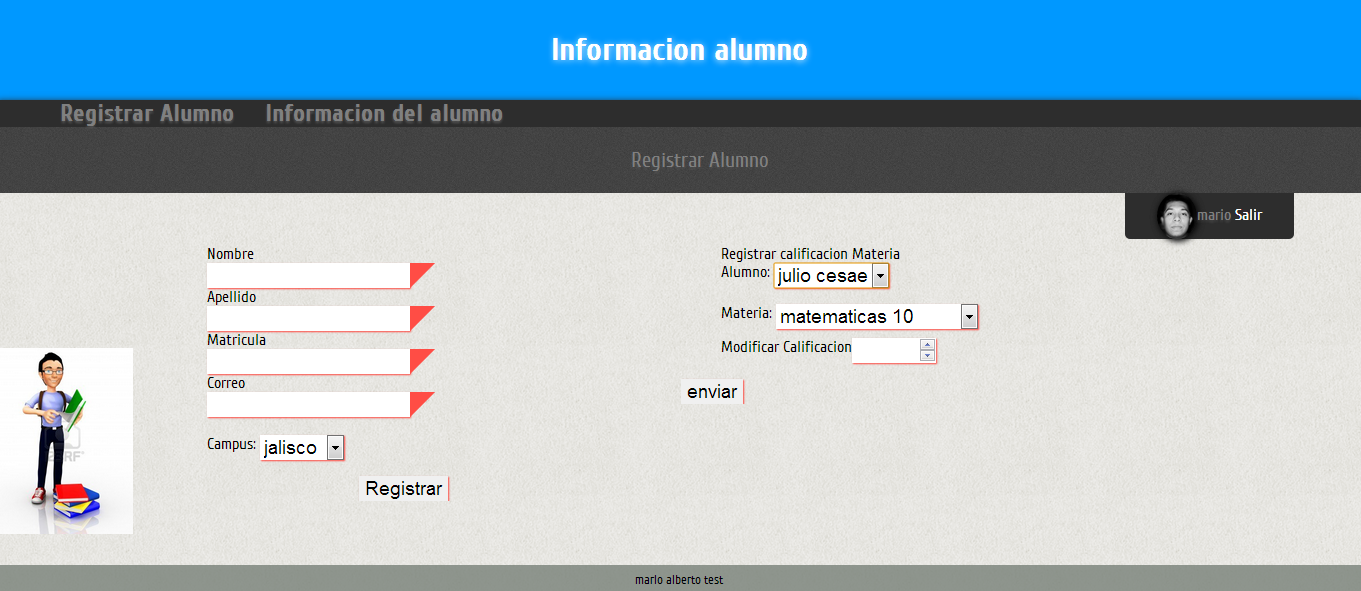 Informacion alumno
Registrar Alumno Informacion del alumno
Registrar Alumno
mario Salir
Nombre
Apellido
Matricula
Correo
Campus: jalisco
Registrar
Registrar calificacion Materia
Alumno: julio cesae
Materia: matematicas 10
Modificar Calificacion
enviar
mario alberto test